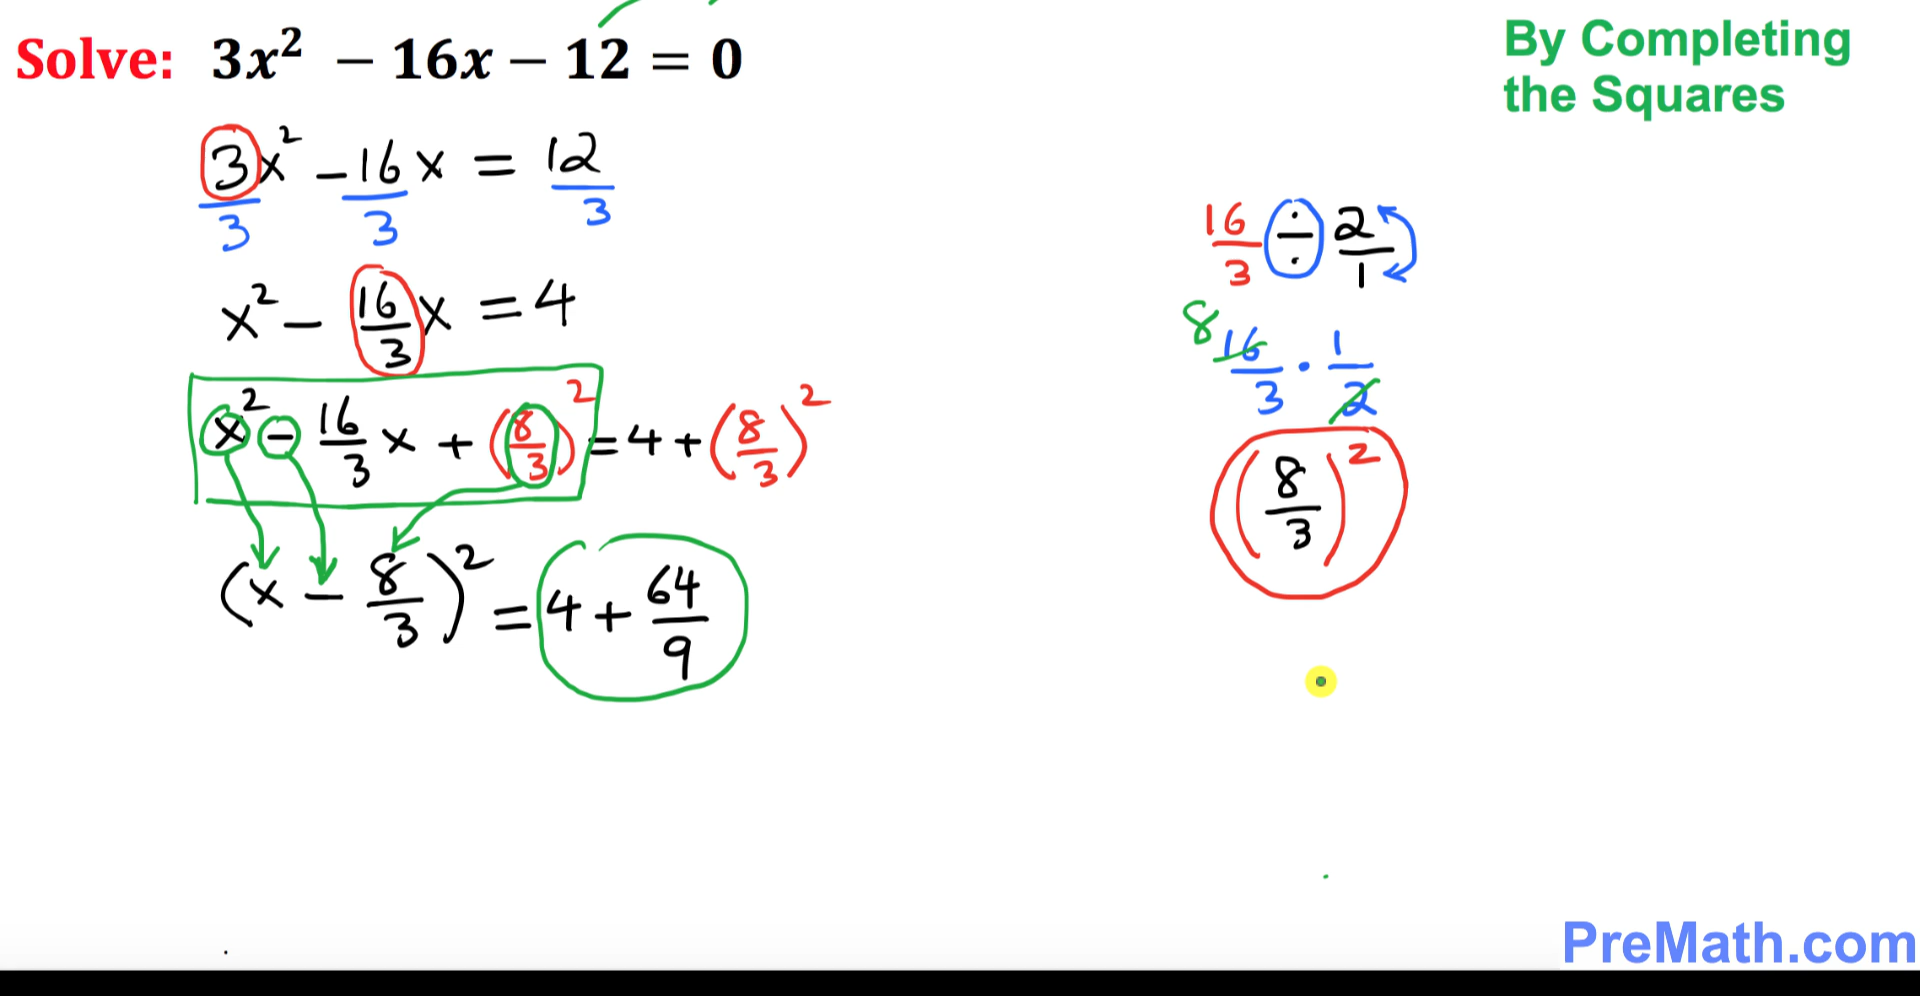 Solve: 3x² − 16x − 12 = 0
By Completing
the Squares
3x² − 16x = 12
3 3 3
x² − 16/3 x = 4
x² − 16/3 x + (8/3)² = 4 + (8/3)²
(x − 8/3)² = 4 + 64/9
16/3 ÷ 2/1
8
16/3 · 1/2
(8/3)²
PreMath.com